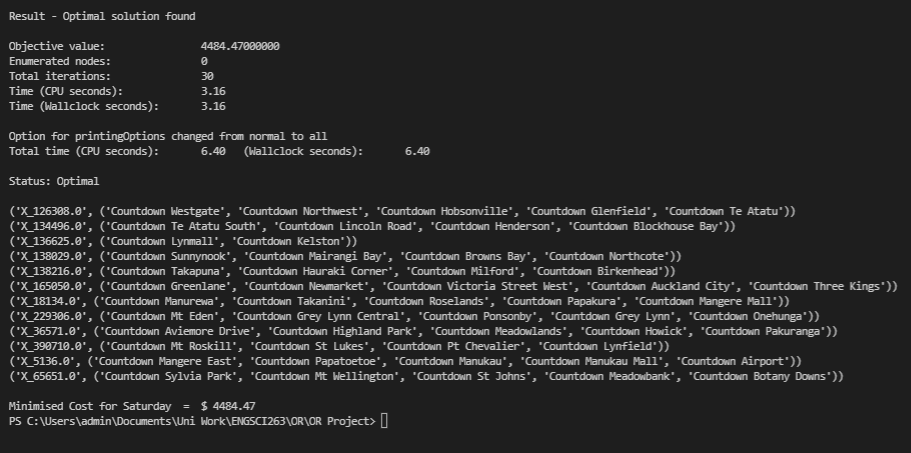 Result - Optimal solution found
Objective value: 4484.47000000
Enumerated nodes: 0
Total iterations: 30
Time (CPU seconds): 3.16
Time (Wallclock seconds): 3.16
Option for printingOptions changed from normal to all
Total time (CPU seconds): 6.40 (Wallclock seconds): 6.40
Status: Optimal
('X_126308.0', ('Countdown Westgate', 'Countdown Northwest', 'Countdown Hobsonville', 'Countdown Glenfield', 'Countdown Te Atatu'))
('X_134496.0', ('Countdown Te Atatu South', 'Countdown Lincoln Road', 'Countdown Henderson', 'Countdown Blockhouse Bay'))
('X_136625.0', ('Countdown Lynmall', 'Countdown Kelston'))
('X_138029.0', ('Countdown Sunnynook', 'Countdown Mairangi Bay', 'Countdown Browns Bay', 'Countdown Northcote'))
('X_138216.0', ('Countdown Takapuna', 'Countdown Hauraki Corner', 'Countdown Milford', 'Countdown Birkenhead'))
('X_165050.0', ('Countdown Greenlane', 'Countdown Newmarket', 'Countdown Victoria Street West', 'Countdown Auckland City', 'Countdown Three Kings'))
('X_18134.0', ('Countdown Manurewa', 'Countdown Takanini', 'Countdown Roselands', 'Countdown Papakura', 'Countdown Mangere Mall'))
('X_229306.0', ('Countdown Mt Eden', 'Countdown Grey Lynn Central', 'Countdown Ponsonby', 'Countdown Grey Lynn', 'Countdown Onehunga'))
('X_36571.0', ('Countdown Aviemore Drive', 'Countdown Highland Park', 'Countdown Meadowlands', 'Countdown Howick', 'Countdown Pakuranga'))
('X_390710.0', ('Countdown Mt Roskill', 'Countdown St Lukes', 'Countdown Pt Chevalier', 'Countdown Lynfield'))
('X_5136.0', ('Countdown Mangere East', 'Countdown Papatoetoe', 'Countdown Manukau', 'Countdown Manukau Mall', 'Countdown Airport'))
('X_65651.0', ('Countdown Sylvia Park', 'Countdown Mt Wellington', 'Countdown St Johns', 'Countdown Meadowbank', 'Countdown Botany Downs'))
Minimised Cost for Saturday = $ 4484.47
PS C:\Users\admin\Documents\Uni Work\ENGSCI263\OR\OR Project>